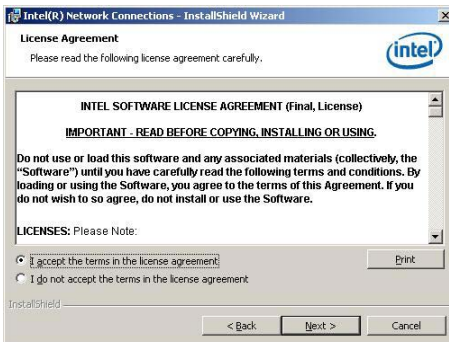 Intel(R) Network Connections - InstallShield Wizard
License Agreement
Please read the following license agreement carefully.
intel
INTEL SOFTWARE LICENSE AGREEMENT (Final, License)
IMPORTANT - READ BEFORE COPYING, INSTALLING OR USING.
Do not use or load this software and any associated materials (collectively, the
"Software") until you have carefully read the following terms and conditions. By
loading or using the Software, you agree to the terms of this Agreement. If you
do not wish to so agree, do not install or use the Software.
LICENSES: Please Note:
I accept the terms in the license agreement
Print
I do not accept the terms in the license agreement
InstallShield
< Back
Next >
Cancel